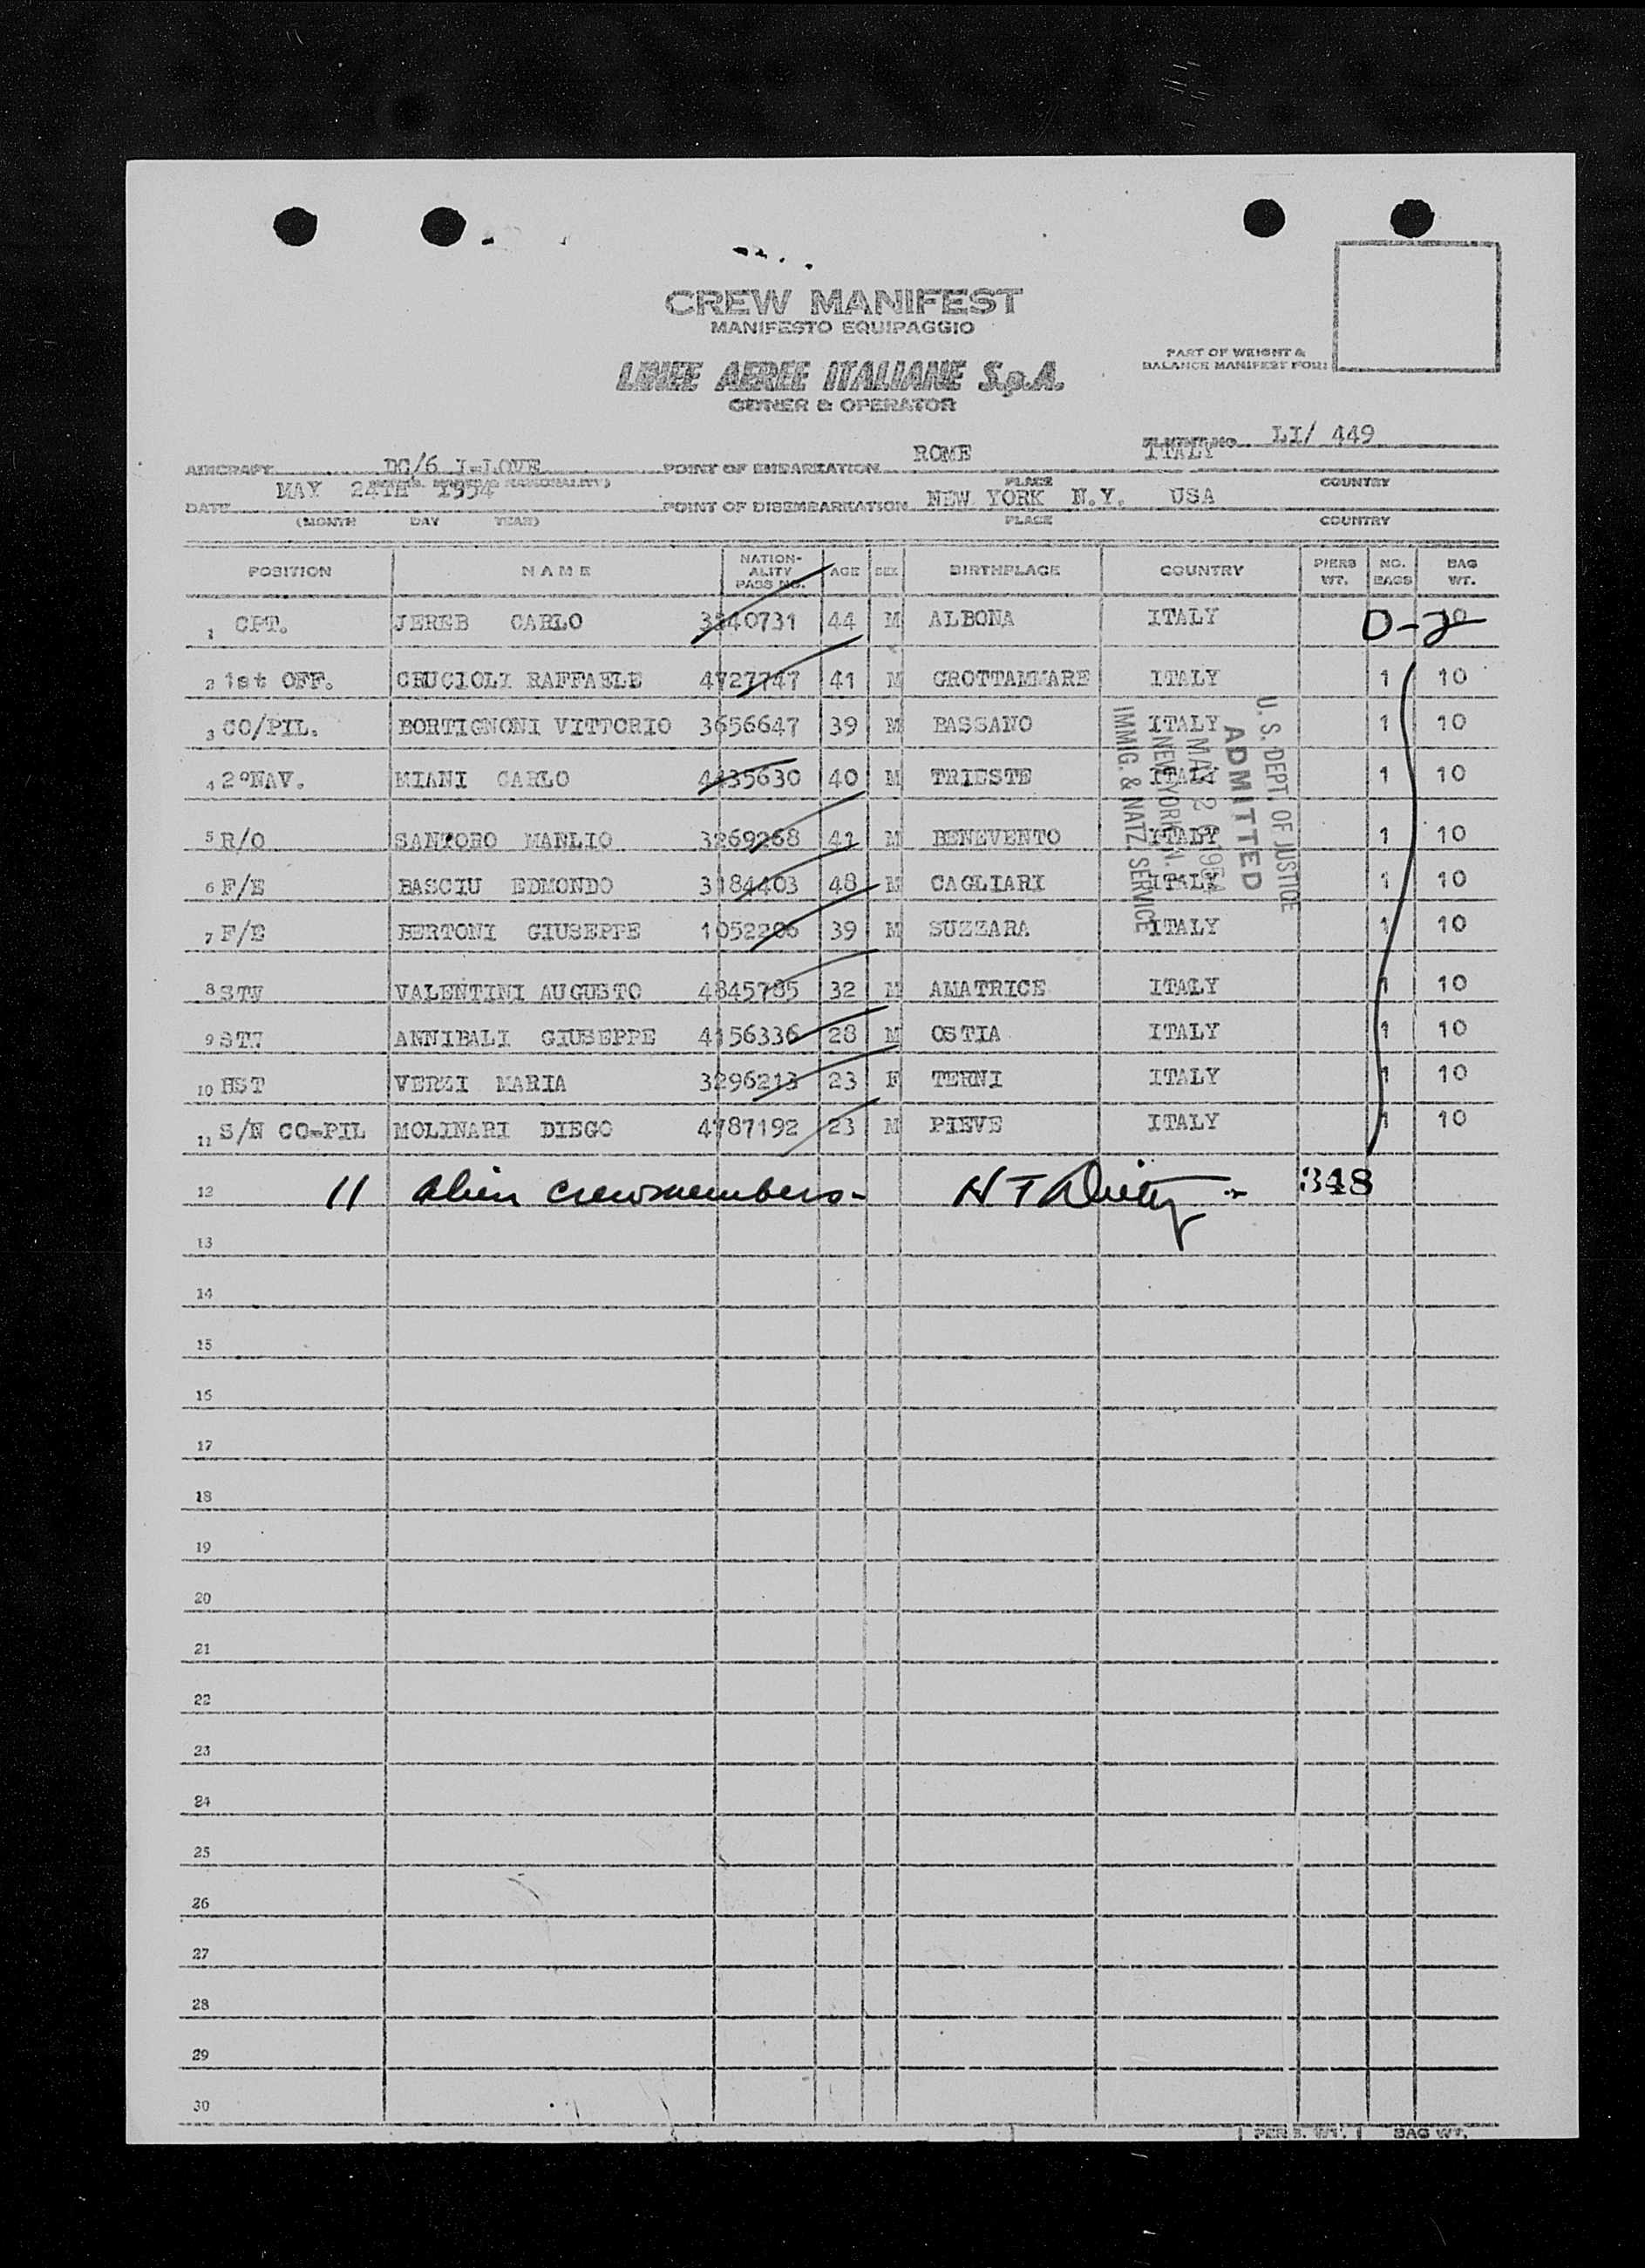 CREW MANIFEST
MANIFESTO EQUIPAGGIO
PART OF WEIGHT &
BALANCE MANIFEST FOR:
LINEE AEREE ITALIANE S.p.A.
OWNER & OPERATOR
FLIGHT NO. LI/ 449
AIRCRAFT DC/6 I-LOVE POINT OF EMBARKATION ROME ITALY
PLACE COUNTRY
DATE MAY 24TH 1954 POINT OF DISEMBARKATION NEW YORK N.Y. USA
(MONTH DAY YEAR) PLACE COUNTRY
POSITION NAME NATION-ALITY PASS NO. AGE SEX BIRTHPLACE COUNTRY PIERS WT. NO. BAGS BAG WT.
1 CPT. JEREB CARLO 3340731 44 M ALBONA ITALY D-2
2 1st OFF. CRUCIOLI RAFFAELE 4727747 41 M GROTTAMMARE ITALY 1 10
3 CO/PIL. BORTIGNONI VITTORIO 3656647 39 M BASSANO ITALY 1 10
4 2°NAV. MIANI CARLO 4435630 40 M TRIESTE ITALY 1 10
5 R/O SANTORO MANLIO 3269268 41 M BENEVENTO ITALY 1 10
6 F/E BASCIU EDMONDO 3184403 48 M CAGLIARI ITALY 1 10
7 F/E BERTONI GIUSEPPE 1052206 39 M SUZZARA ITALY 1 10
8 STW VALENTINI AUGUSTO 4845785 32 M AMATRICE ITALY 1 10
9 STW ANNIBALI GIUSEPPE 4156336 28 M OSTIA ITALY 1 10
10 HST VERZI MARIA 3296213 23 F TERNI ITALY 1 10
11 S/N CO-PIL MOLINARI DIEGO 4787192 23 M PIEVE ITALY 1 10
U. S. DEPT. OF JUSTICE
ADMITTED
MAY 2 6 1954
NEW YORK, N.
IMMIG. & NATZ. SERVICE
12 11 alien crewmembers - 348
13
14
15
16
17
18
19
20
21
22
23
24
25
26
27
28
29
30
PERS. WT. BAG WT.